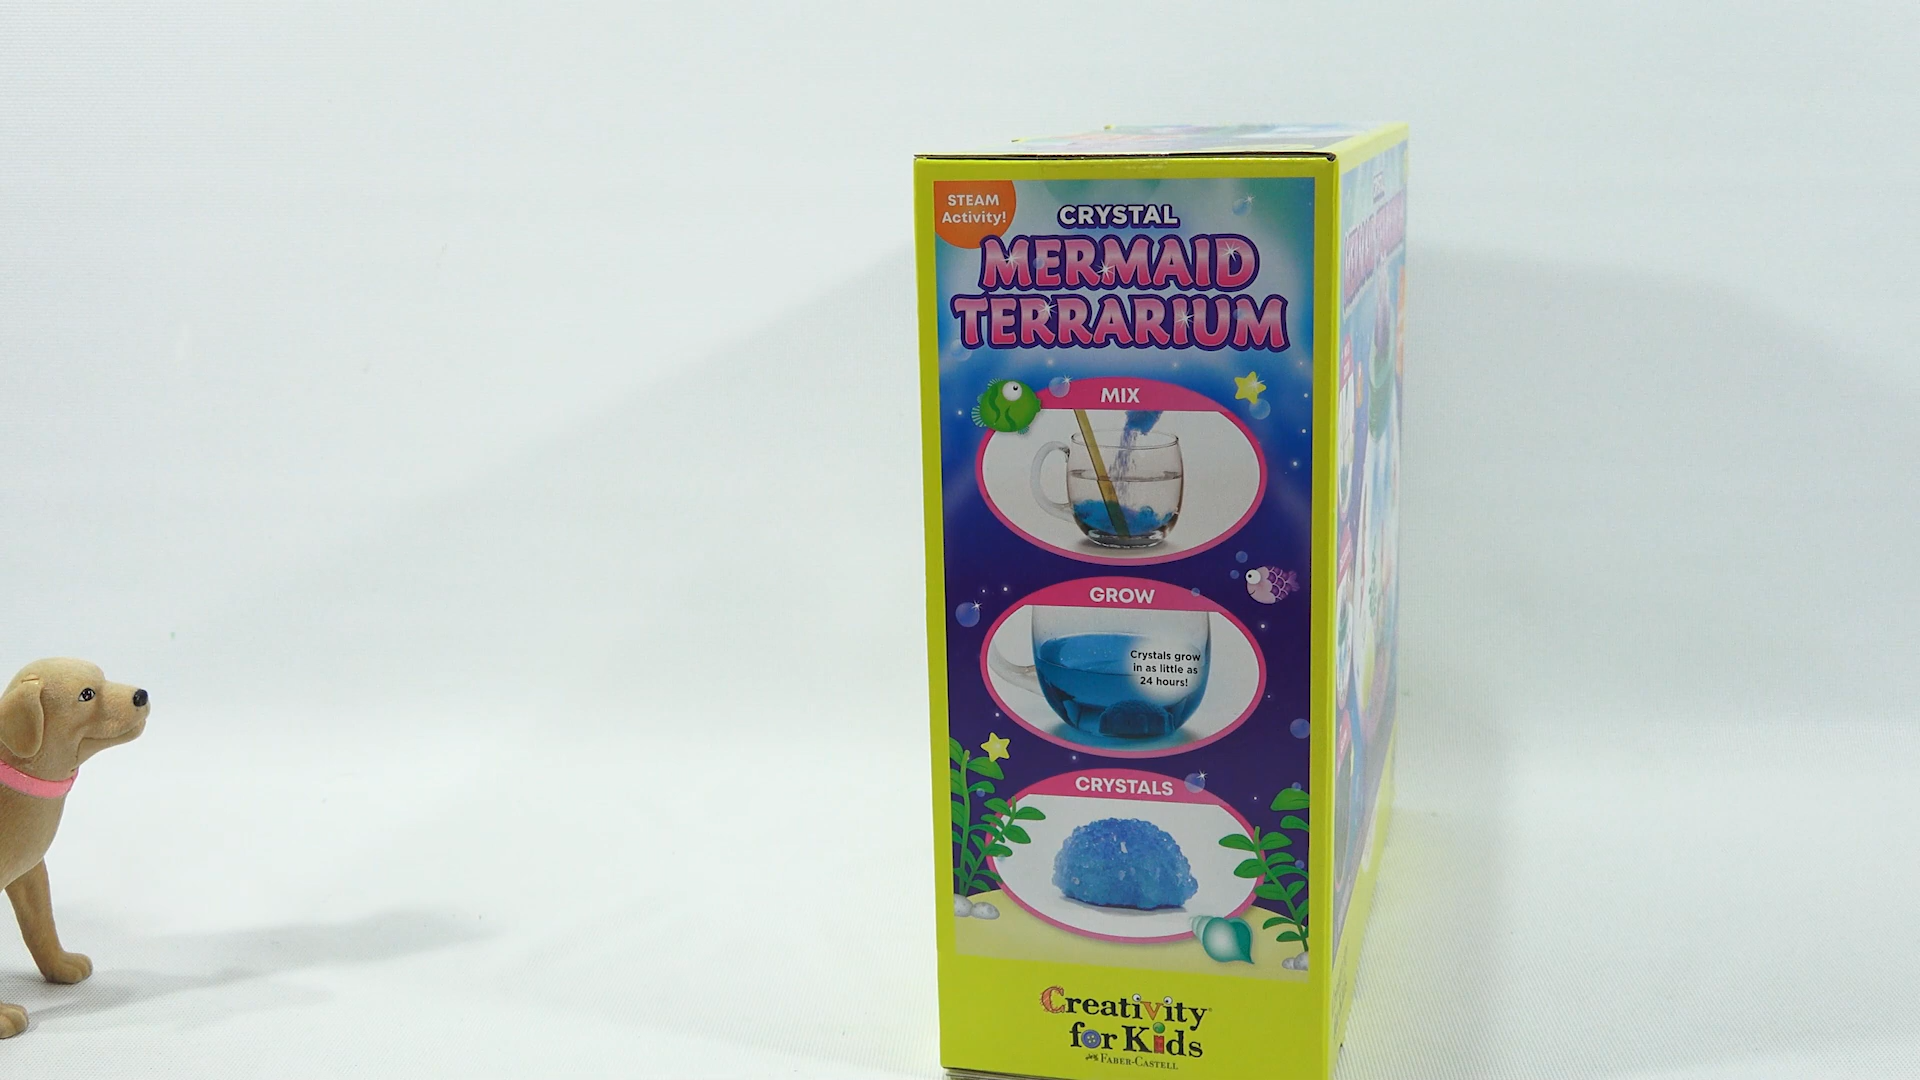 STEAM
Activity!
CRYSTAL
MERMAID
TERRARIUM
MIX
GROW
Crystals grow
in as little as
24 hours!
CRYSTALS
Creativity
for Kids
FABER-CASTELL